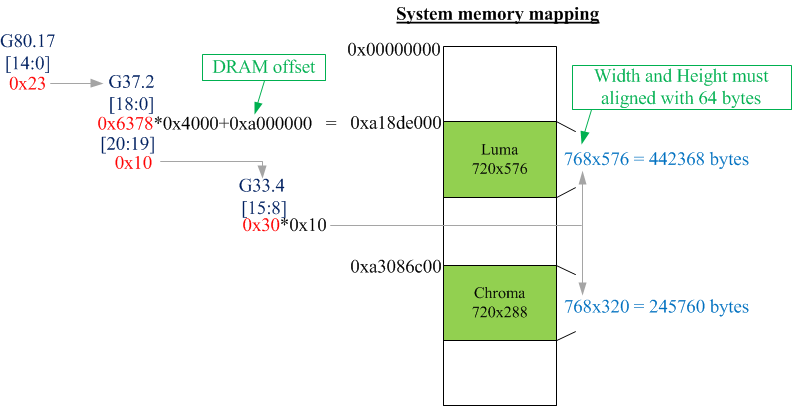 System memory mapping
G80.17
[14:0]
0x23
G37.2
[18:0]
0x6378*0x4000+0xa000000 = 0xa18de000
[20:19]
0x10
DRAM offset
G33.4
[15:8]
0x30*0x10
0x00000000
Luma
720x576
0xa3086c00
Chroma
720x288
Width and Height must
aligned with 64 bytes
768x576 = 442368 bytes
768x320 = 245760 bytes